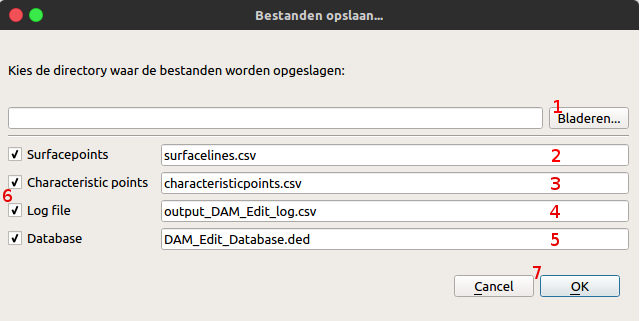 Bestanden opslaan...
Kies de directory waar de bestanden worden opgeslagen:
1
Bladeren...
Surfacepoints surfacelines.csv 2
Characteristic points characteristicpoints.csv 3
6
Log file output_DAM_Edit_log.csv 4
Database DAM_Edit_Database.ded 5
7
Cancel OK